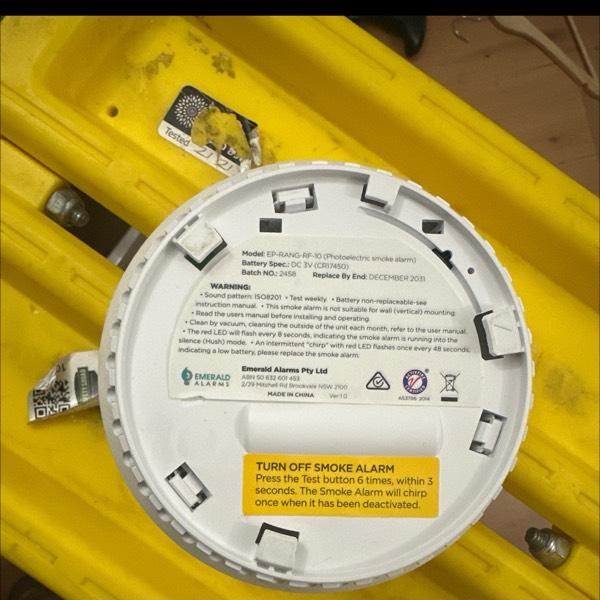 Tested
Model: EP-RANG-RF-10 (Photoelectric smoke alarm)
Battery Spec.: DC 3V (CR17450)
Batch NO.: 2458 Replace By End: DECEMBER 2031
WARNING:
• Sound pattern: ISO8201 • Test weekly. • Battery non-replaceable-see
instruction manual. • This smoke alarm is not suitable for wall (vertical) mounting.
• Read the users manual before installing and operating.
• Clean by vacuum, cleaning the outside of the unit each month, refer to the user manual.
• The red LED will flash every 8 seconds, indicating the smoke alarm is running into the
silence (Hush) mode. • An intermittent "chirp" with red LED flashes once every 48 seconds,
indicating a low battery, please replace the smoke alarm.
EMERALD
ALARMS
Emerald Alarms Pty Ltd
ABN 50 632 601 453
2/29 Mitchell Rd Brookvale NSW 2100
MADE IN CHINA Ver1.0
AS3786: 2014
TURN OFF SMOKE ALARM
Press the Test button 6 times, within 3
seconds. The Smoke Alarm will chirp
once when it has been deactivated.